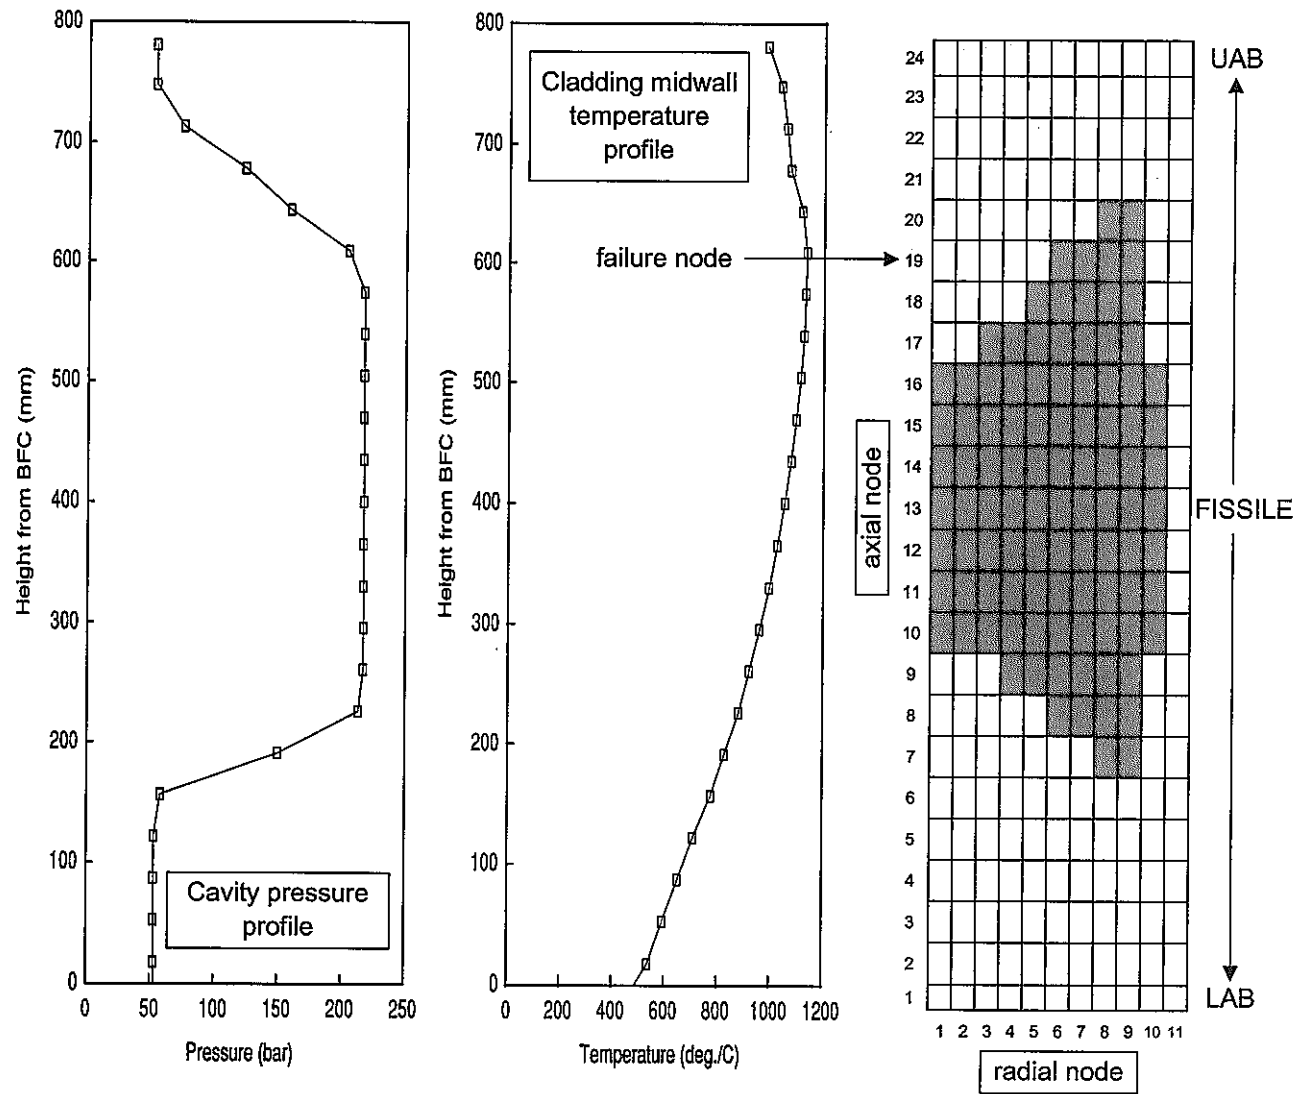 800
700
600
500
400
300
200
100
0
Height from BFC (mm)
0 50 100 150 200 250
Pressure (bar)
Cavity pressure
profile
800
700
600
500
400
300
200
100
0
Height from BFC (mm)
0 200 400 600 800 1000 1200
Temperature (deg./C)
Cladding midwall
temperature
profile
failure node
axial node
24
23
22
21
20
19
18
17
16
15
14
13
12
11
10
9
8
7
6
5
4
3
2
1
1 2 3 4 5 6 7 8 9 10 11
radial node
UAB
FISSILE
LAB